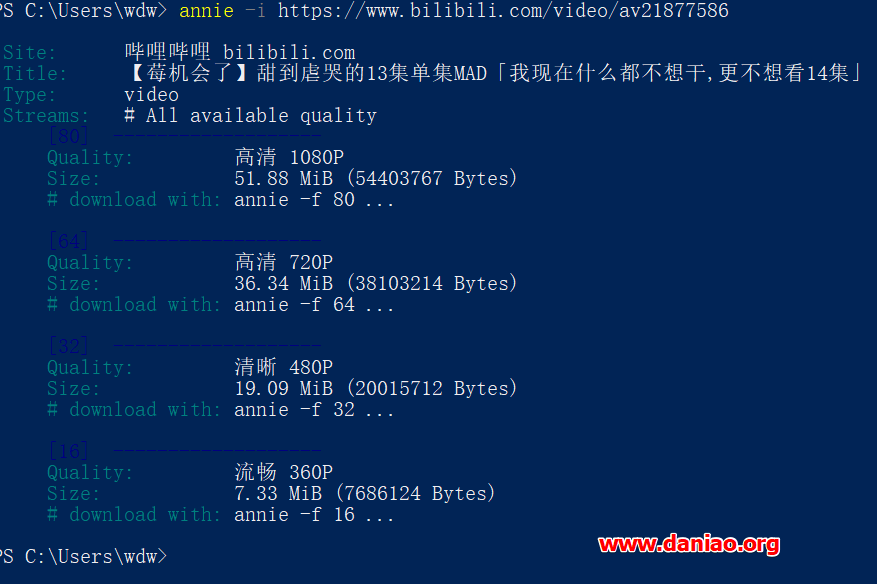 PS C:\Users\wdw> annie -i https://www.bilibili.com/video/av21877586
Site: 哔哩哔哩 bilibili.com
Title: 【莓机会了】甜到虐哭的13集单集MAD「我现在什么都不想干,更不想看14集」
Type: video
Streams: # All available quality
[80] -------------------
Quality: 高清 1080P
Size: 51.88 MiB (54403767 Bytes)
# download with: annie -f 80 ...
[64] -------------------
Quality: 高清 720P
Size: 36.34 MiB (38103214 Bytes)
# download with: annie -f 64 ...
[32] -------------------
Quality: 清晰 480P
Size: 19.09 MiB (20015712 Bytes)
# download with: annie -f 32 ...
[16] -------------------
Quality: 流畅 360P
Size: 7.33 MiB (7686124 Bytes)
# download with: annie -f 16 ...
www.daniao.org
PS C:\Users\wdw>